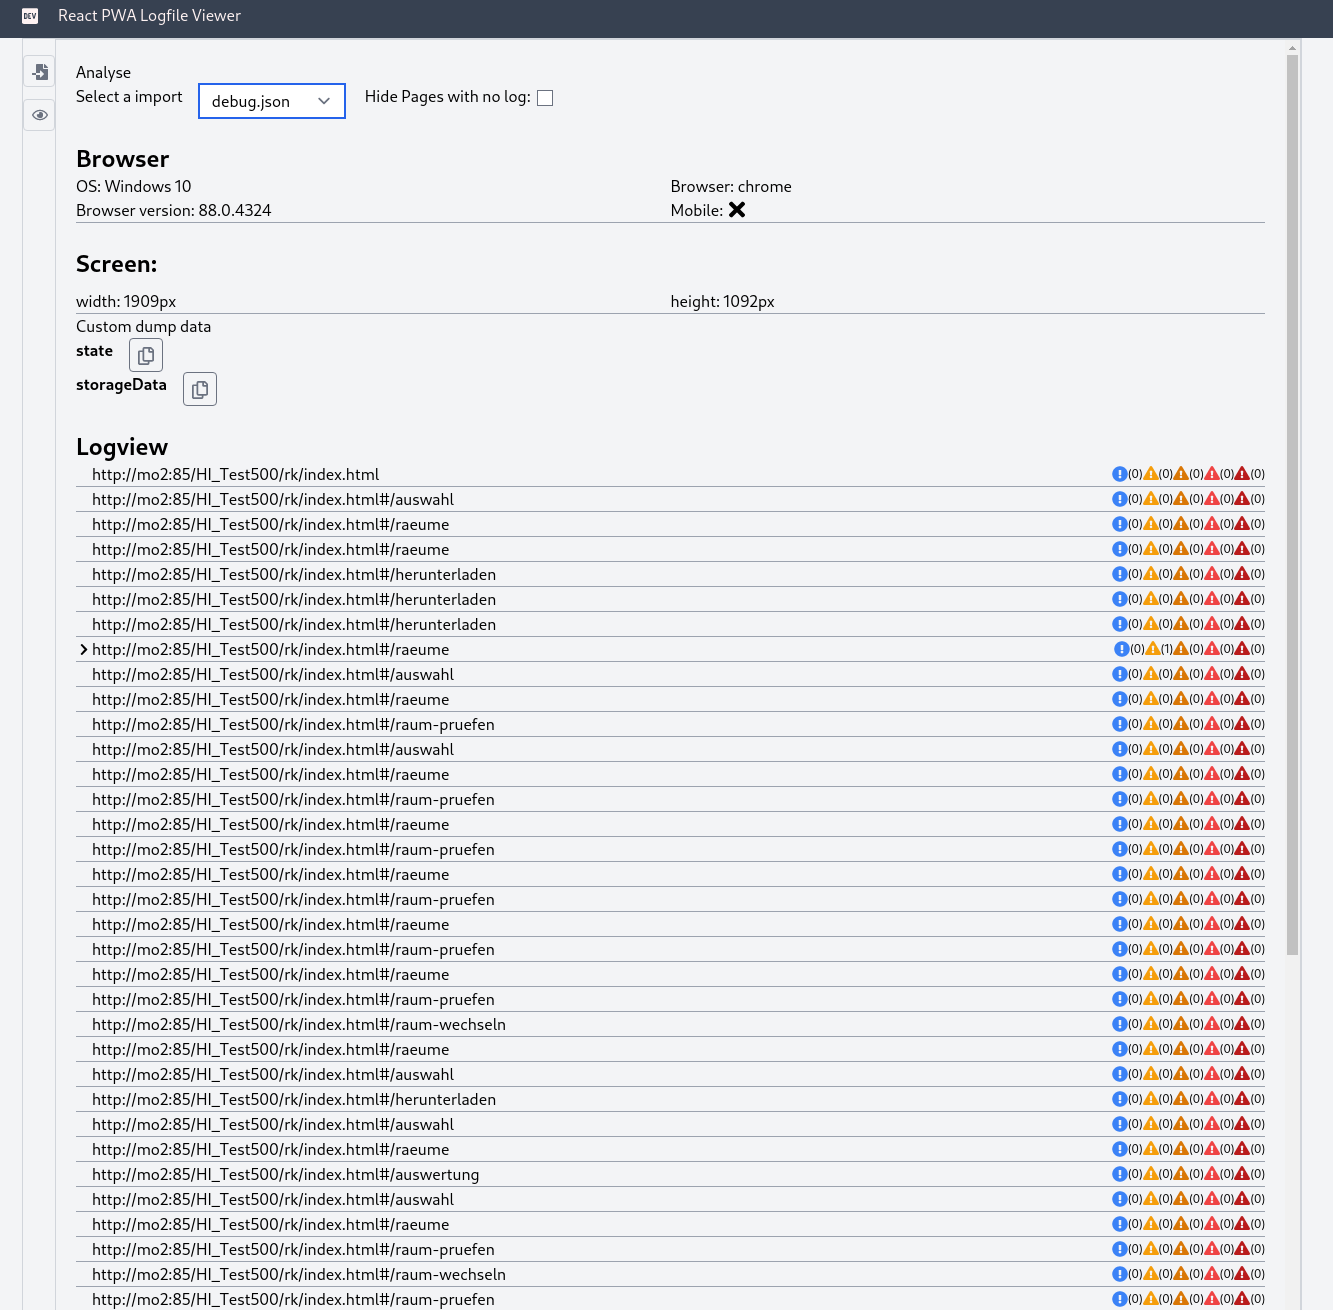 DEV React PWA Logfile Viewer
Analyse
Select a import debug.json Hide Pages with no log:
Browser
OS: Windows 10 Browser: chrome
Browser version: 88.0.4324 Mobile:
Screen:
width: 1909px height: 1092px
Custom dump data
state
storageData
Logview
http://mo2:85/HI_Test500/rk/index.html (0) (0) (0) (0) (0)
http://mo2:85/HI_Test500/rk/index.html#/auswahl (0) (0) (0) (0) (0)
http://mo2:85/HI_Test500/rk/index.html#/raeume (0) (0) (0) (0) (0)
http://mo2:85/HI_Test500/rk/index.html#/raeume (0) (0) (0) (0) (0)
http://mo2:85/HI_Test500/rk/index.html#/herunterladen (0) (0) (0) (0) (0)
http://mo2:85/HI_Test500/rk/index.html#/herunterladen (0) (0) (0) (0) (0)
http://mo2:85/HI_Test500/rk/index.html#/herunterladen (0) (0) (0) (0) (0)
http://mo2:85/HI_Test500/rk/index.html#/raeume (0) (1) (0) (0) (0)
http://mo2:85/HI_Test500/rk/index.html#/auswahl (0) (0) (0) (0) (0)
http://mo2:85/HI_Test500/rk/index.html#/raeume (0) (0) (0) (0) (0)
http://mo2:85/HI_Test500/rk/index.html#/raum-pruefen (0) (0) (0) (0) (0)
http://mo2:85/HI_Test500/rk/index.html#/auswahl (0) (0) (0) (0) (0)
http://mo2:85/HI_Test500/rk/index.html#/raeume (0) (0) (0) (0) (0)
http://mo2:85/HI_Test500/rk/index.html#/raum-pruefen (0) (0) (0) (0) (0)
http://mo2:85/HI_Test500/rk/index.html#/raeume (0) (0) (0) (0) (0)
http://mo2:85/HI_Test500/rk/index.html#/raum-pruefen (0) (0) (0) (0) (0)
http://mo2:85/HI_Test500/rk/index.html#/raeume (0) (0) (0) (0) (0)
http://mo2:85/HI_Test500/rk/index.html#/raum-pruefen (0) (0) (0) (0) (0)
http://mo2:85/HI_Test500/rk/index.html#/raeume (0) (0) (0) (0) (0)
http://mo2:85/HI_Test500/rk/index.html#/raum-pruefen (0) (0) (0) (0) (0)
http://mo2:85/HI_Test500/rk/index.html#/raeume (0) (0) (0) (0) (0)
http://mo2:85/HI_Test500/rk/index.html#/raum-pruefen (0) (0) (0) (0) (0)
http://mo2:85/HI_Test500/rk/index.html#/raum-wechseln (0) (0) (0) (0) (0)
http://mo2:85/HI_Test500/rk/index.html#/raeume (0) (0) (0) (0) (0)
http://mo2:85/HI_Test500/rk/index.html#/auswahl (0) (0) (0) (0) (0)
http://mo2:85/HI_Test500/rk/index.html#/herunterladen (0) (0) (0) (0) (0)
http://mo2:85/HI_Test500/rk/index.html#/auswahl (0) (0) (0) (0) (0)
http://mo2:85/HI_Test500/rk/index.html#/raeume (0) (0) (0) (0) (0)
http://mo2:85/HI_Test500/rk/index.html#/auswertung (0) (0) (0) (0) (0)
http://mo2:85/HI_Test500/rk/index.html#/auswahl (0) (0) (0) (0) (0)
http://mo2:85/HI_Test500/rk/index.html#/raeume (0) (0) (0) (0) (0)
http://mo2:85/HI_Test500/rk/index.html#/raum-pruefen (0) (0) (0) (0) (0)
http://mo2:85/HI_Test500/rk/index.html#/raum-wechseln (0) (0) (0) (0) (0)
http://mo2:85/HI_Test500/rk/index.html#/raum-pruefen (0) (0) (0) (0) (0)